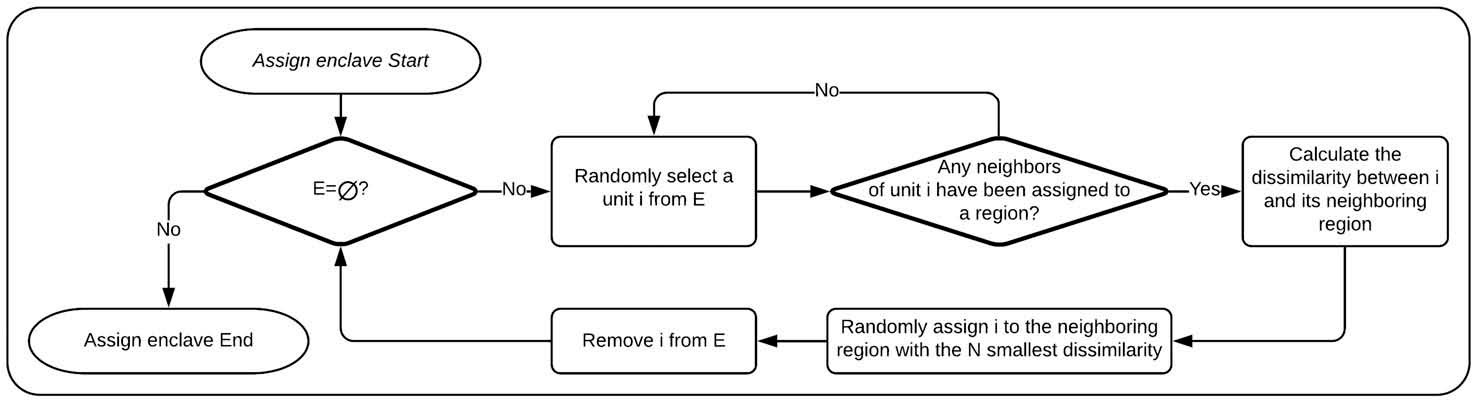 Assign enclave Start
No
E=∅?
No
Randomly select a
unit i from E
Any neighbors
of unit i have been assigned to
a region?
Yes
Calculate the
dissimilarity between i
and its neighboring
region
No
Assign enclave End
Remove i from E
Randomly assign i to the neighboring
region with the N smallest dissimilarity